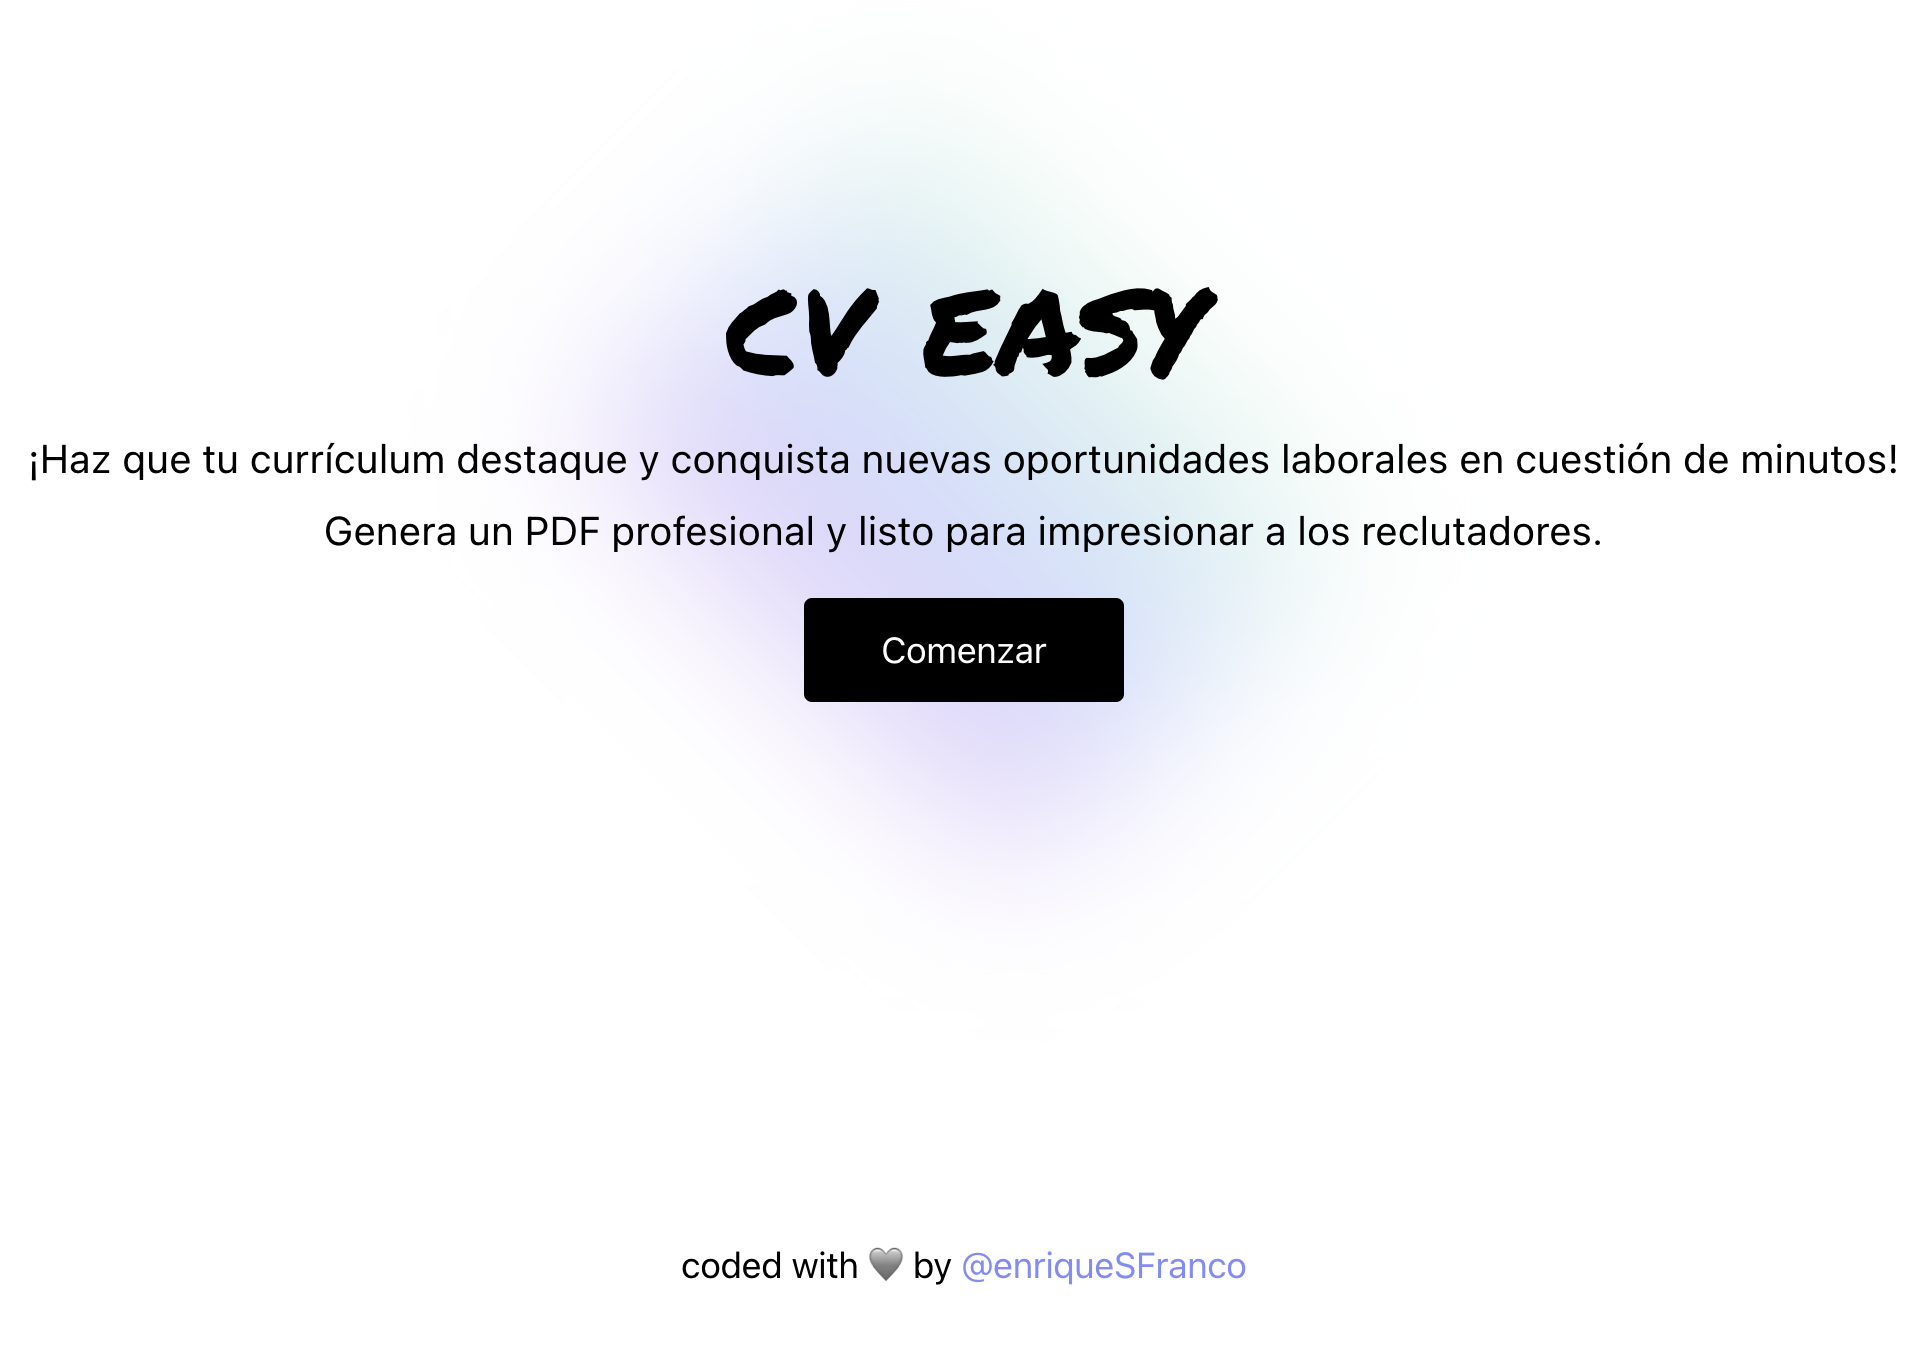 CV EASY
¡Haz que tu currículum destaque y conquista nuevas oportunidades laborales en cuestión de minutos!
Genera un PDF profesional y listo para impresionar a los reclutadores.
Comenzar
coded with 🩶 by @enriqueSFranco